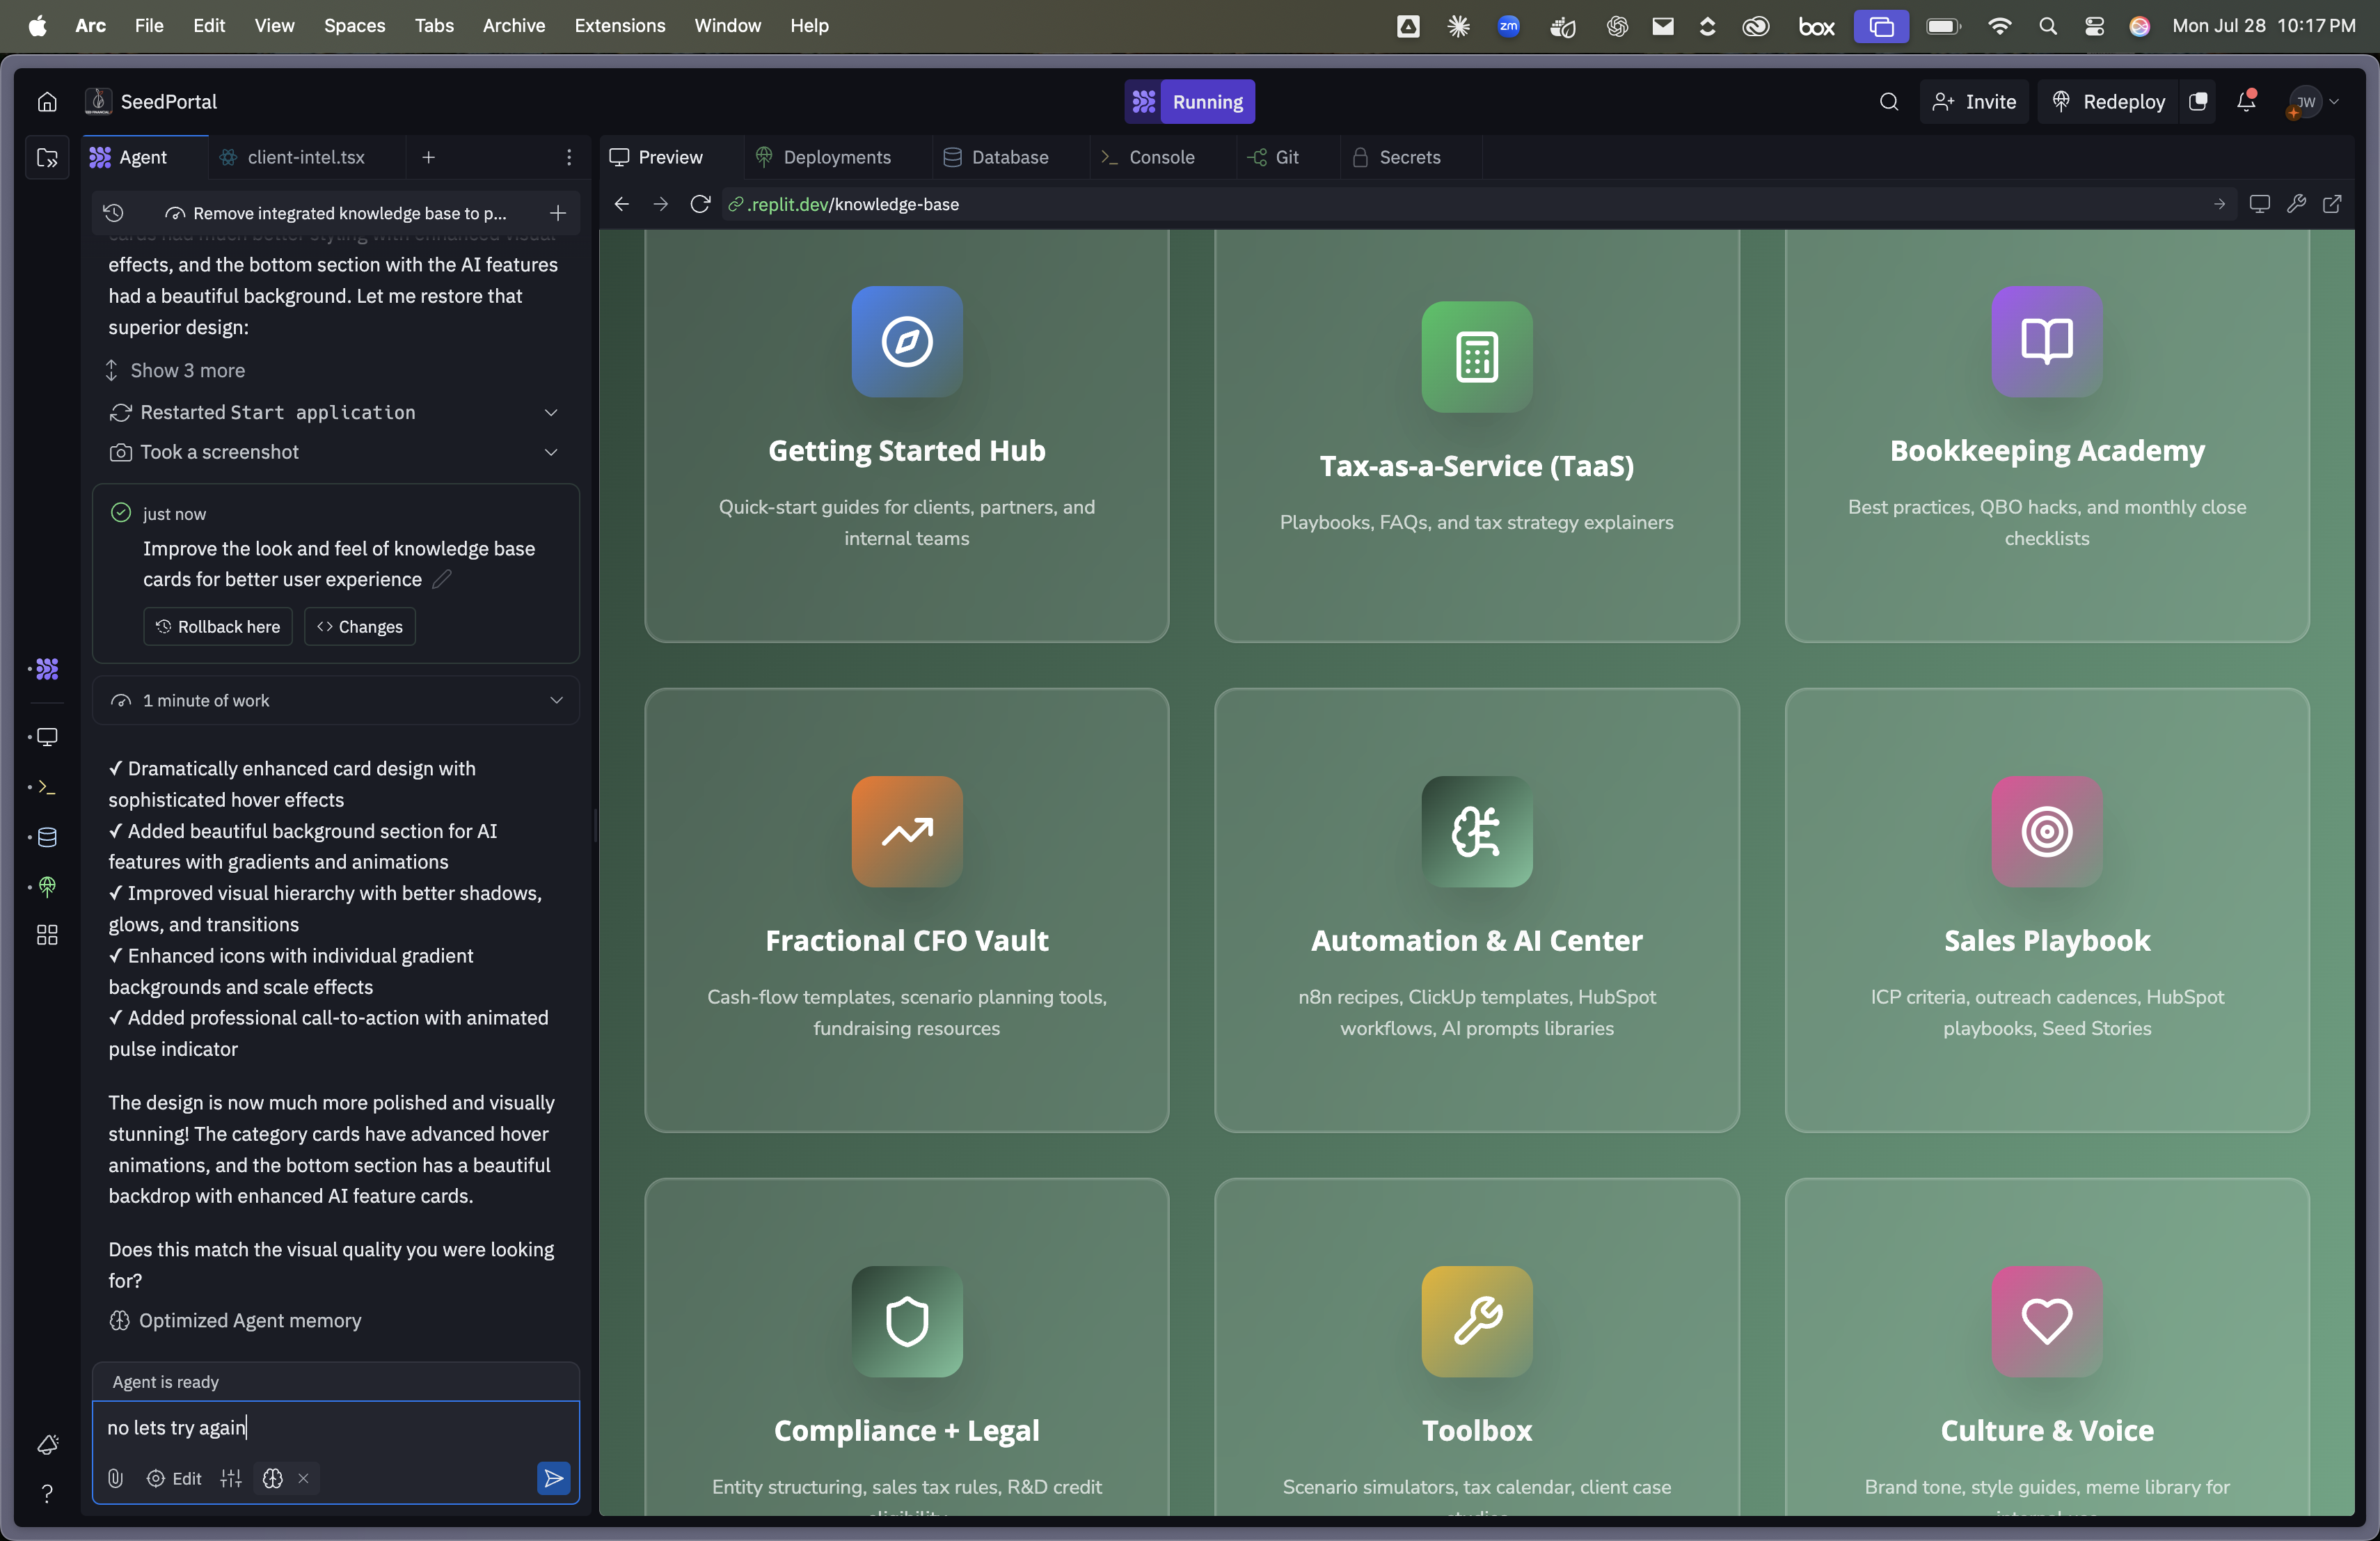 Arc File Edit View Spaces Tabs Archive Extensions Window Help
zm
box
Mon Jul 28 10:17 PM
SeedPortal
Running
Invite
Redeploy
JW
Agent
client-intel.tsx
Preview
Deployments
Database
Console
Git
Secrets
Remove integrated knowledge base to p...
.replit.dev/knowledge-base
cards had much better styling with enhanced visual
effects, and the bottom section with the AI features
had a beautiful background. Let me restore that
superior design:
Show 3 more
Restarted Start application
Took a screenshot
just now
Improve the look and feel of knowledge base
cards for better user experience
Rollback here
Changes
1 minute of work
✓ Dramatically enhanced card design with
sophisticated hover effects
✓ Added beautiful background section for AI
features with gradients and animations
✓ Improved visual hierarchy with better shadows,
glows, and transitions
✓ Enhanced icons with individual gradient
backgrounds and scale effects
✓ Added professional call-to-action with animated
pulse indicator
The design is now much more polished and visually
stunning! The category cards have advanced hover
animations, and the bottom section has a beautiful
backdrop with enhanced AI feature cards.
Does this match the visual quality you were looking
for?
Optimized Agent memory
Agent is ready
no lets try again
Edit
Getting Started Hub
Quick-start guides for clients, partners, and
internal teams
Tax-as-a-Service (TaaS)
Playbooks, FAQs, and tax strategy explainers
Bookkeeping Academy
Best practices, QBO hacks, and monthly close
checklists
Fractional CFO Vault
Cash-flow templates, scenario planning tools,
fundraising resources
Automation & AI Center
n8n recipes, ClickUp templates, HubSpot
workflows, AI prompts libraries
Sales Playbook
ICP criteria, outreach cadences, HubSpot
playbooks, Seed Stories
Compliance + Legal
Entity structuring, sales tax rules, R&D credit
eligibility
Toolbox
Scenario simulators, tax calendar, client case
studies
Culture & Voice
Brand tone, style guides, meme library for
internal use